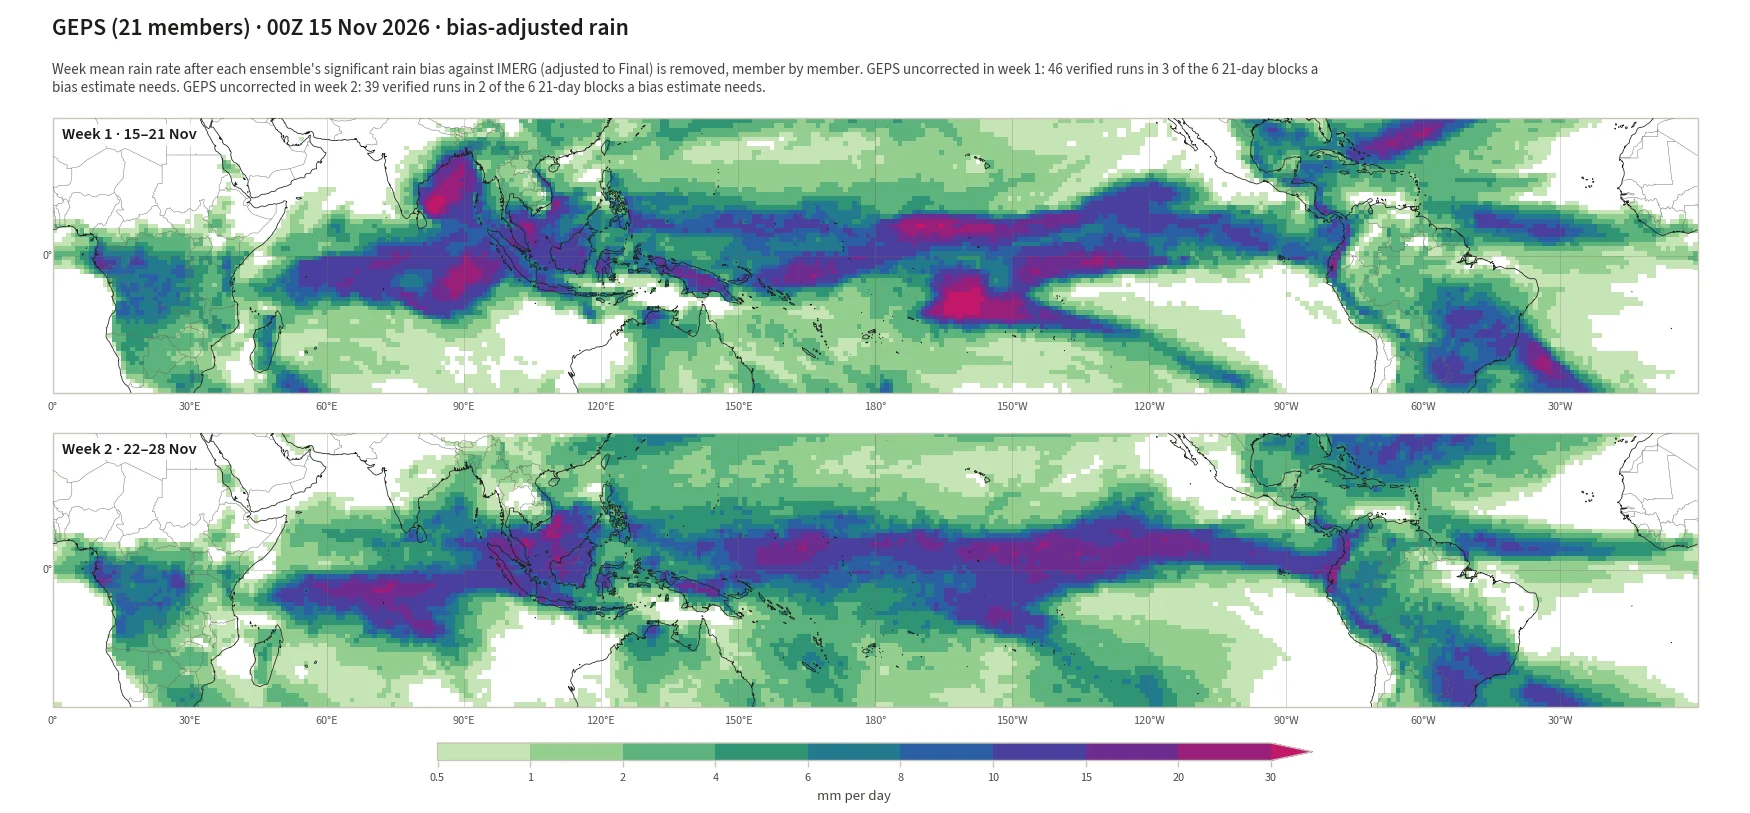 GEPS (21 members) · 00Z 15 Nov 2026 · bias-adjusted rain
Week mean rain rate after each ensemble's significant rain bias against IMERG (adjusted to Final) is removed, member by member. GEPS uncorrected in week 1: 46 verified runs in 3 of the 6 21-day blocks a
bias estimate needs. GEPS uncorrected in week 2: 39 verified runs in 2 of the 6 21-day blocks a bias estimate needs.
Week 1 · 15–21 Nov
0°
0° 30°E 60°E 90°E 120°E 150°E 180° 150°W 120°W 90°W 60°W 30°W
Week 2 · 22–28 Nov
0°
0° 30°E 60°E 90°E 120°E 150°E 180° 150°W 120°W 90°W 60°W 30°W
0.5 1 2 4 6 8 10 15 20 30
mm per day